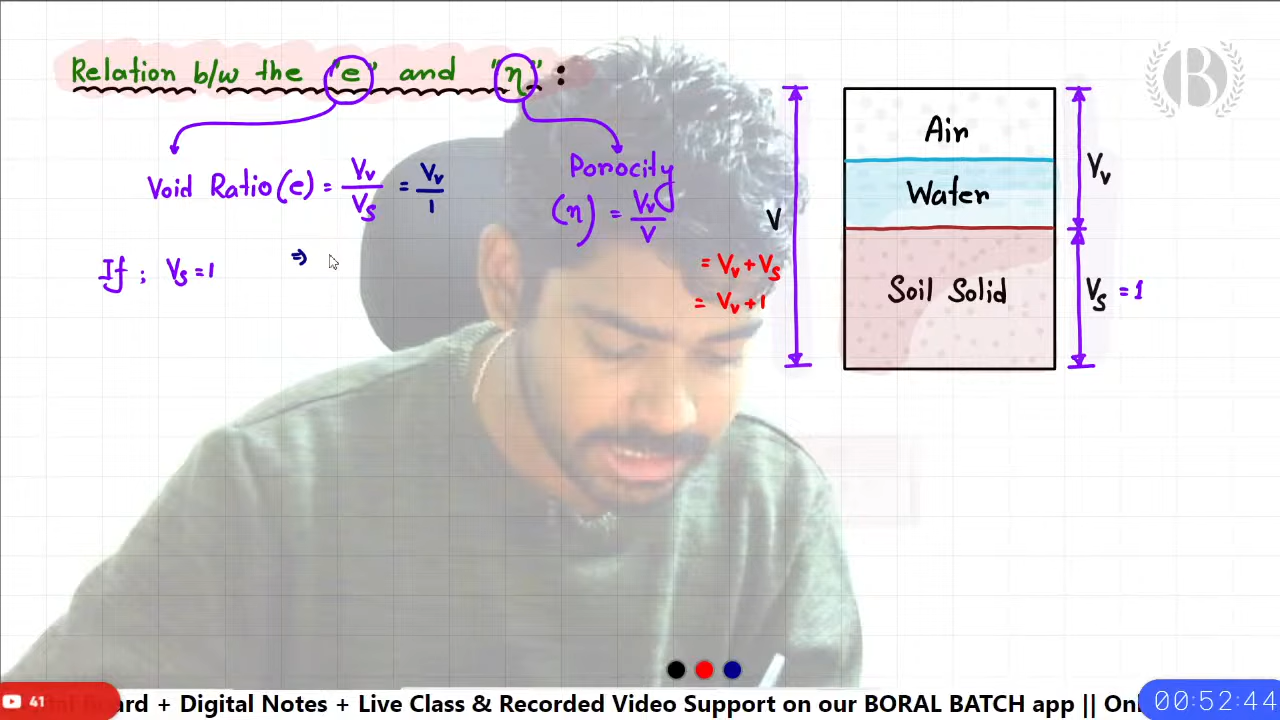 Relation b/w the "e" and "η" :
Void Ratio (e) = Vv/Vs = Vv/1
Porocity
(η) = Vv/V
If ; Vs = 1
⇒
= Vv + Vs
= Vv + 1
V
Air
Water
Soil Solid
Vv
Vs = 1
B
41
Board + Digital Notes + Live Class & Recorded Video Support on our BORAL BATCH app || Onl
00:52:44